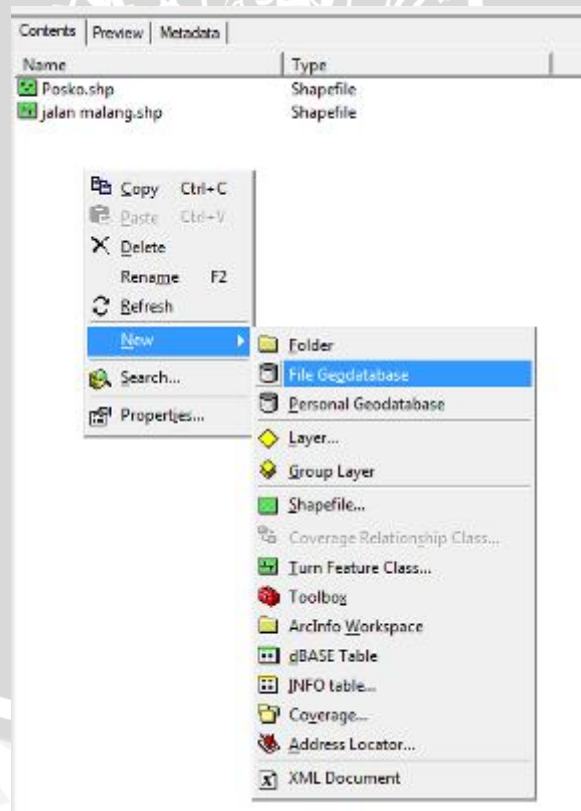 Contents Preview Metadata
Name Type
Posko.shp Shapefile
jalan malang.shp Shapefile
Copy Ctrl+C
Paste Ctrl+V
Delete
Rename F2
Refresh
New
Search...
Properties...
Folder
File Geodatabase
Personal Geodatabase
Layer...
Group Layer
Shapefile...
Coverage Relationship Class...
Turn Feature Class...
Toolbox
ArcInfo Workspace
dBASE Table
INFO table...
Coverage...
Address Locator...
XML Document